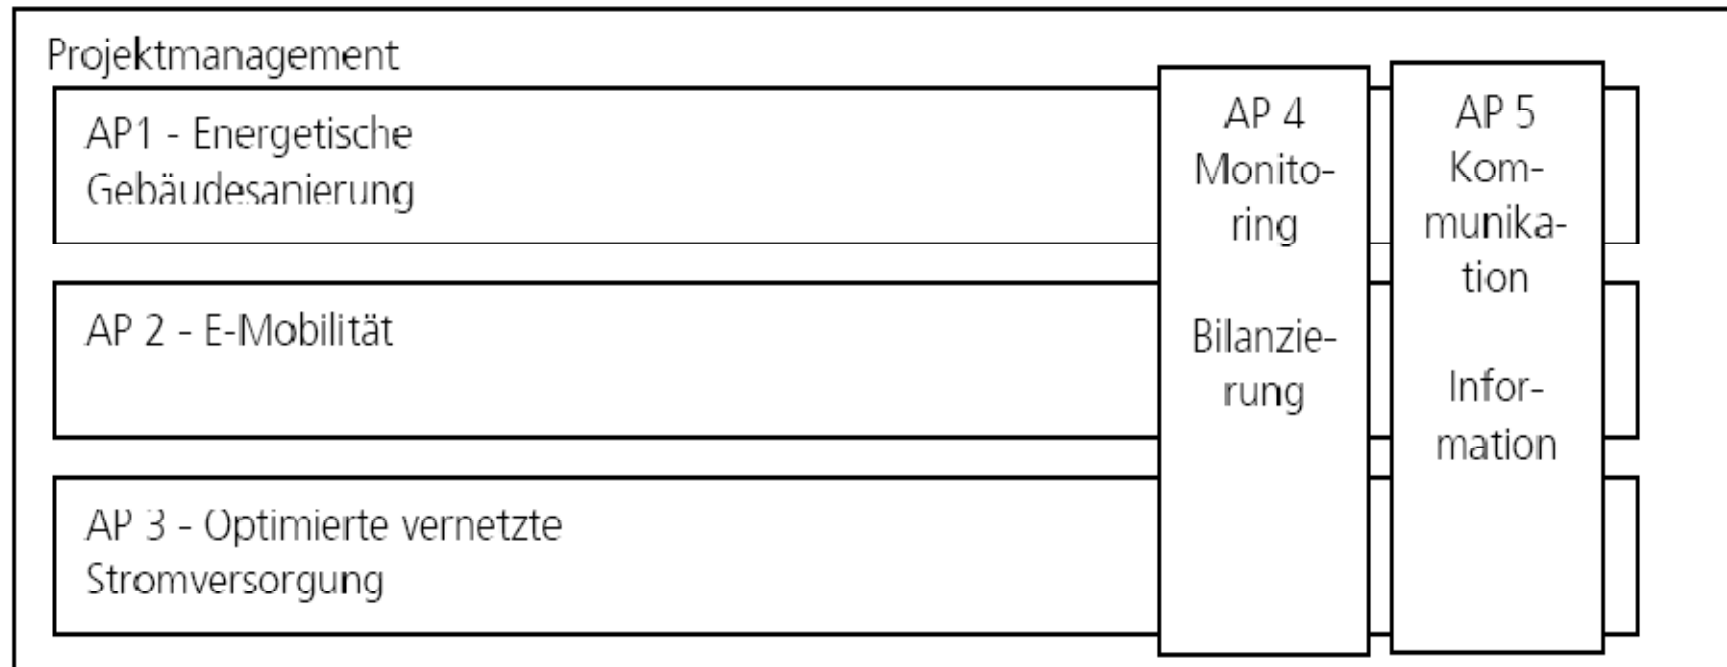 Projektmanagement
AP1 - Energetische
Gebäudesanierung
AP 2 - E-Mobilität
AP 3 - Optimierte vernetzte
Stromversorgung
AP 4
Monito-
ring
Bilanzie-
rung
AP 5
Kom-
munika-
tion
Infor-
mation